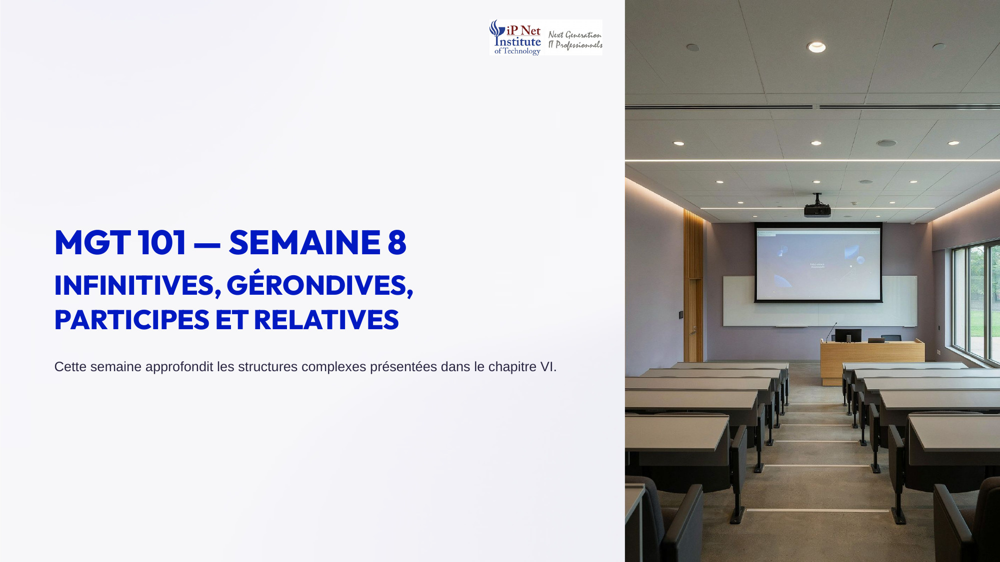 iP Net
Institute
of Technology
Next Generation
IT Professionnels
MGT 101 — SEMAINE 8
INFINITIVES, GÉRONDIVES,
PARTICIPES ET RELATIVES
Cette semaine approfondit les structures complexes présentées dans le chapitre VI.